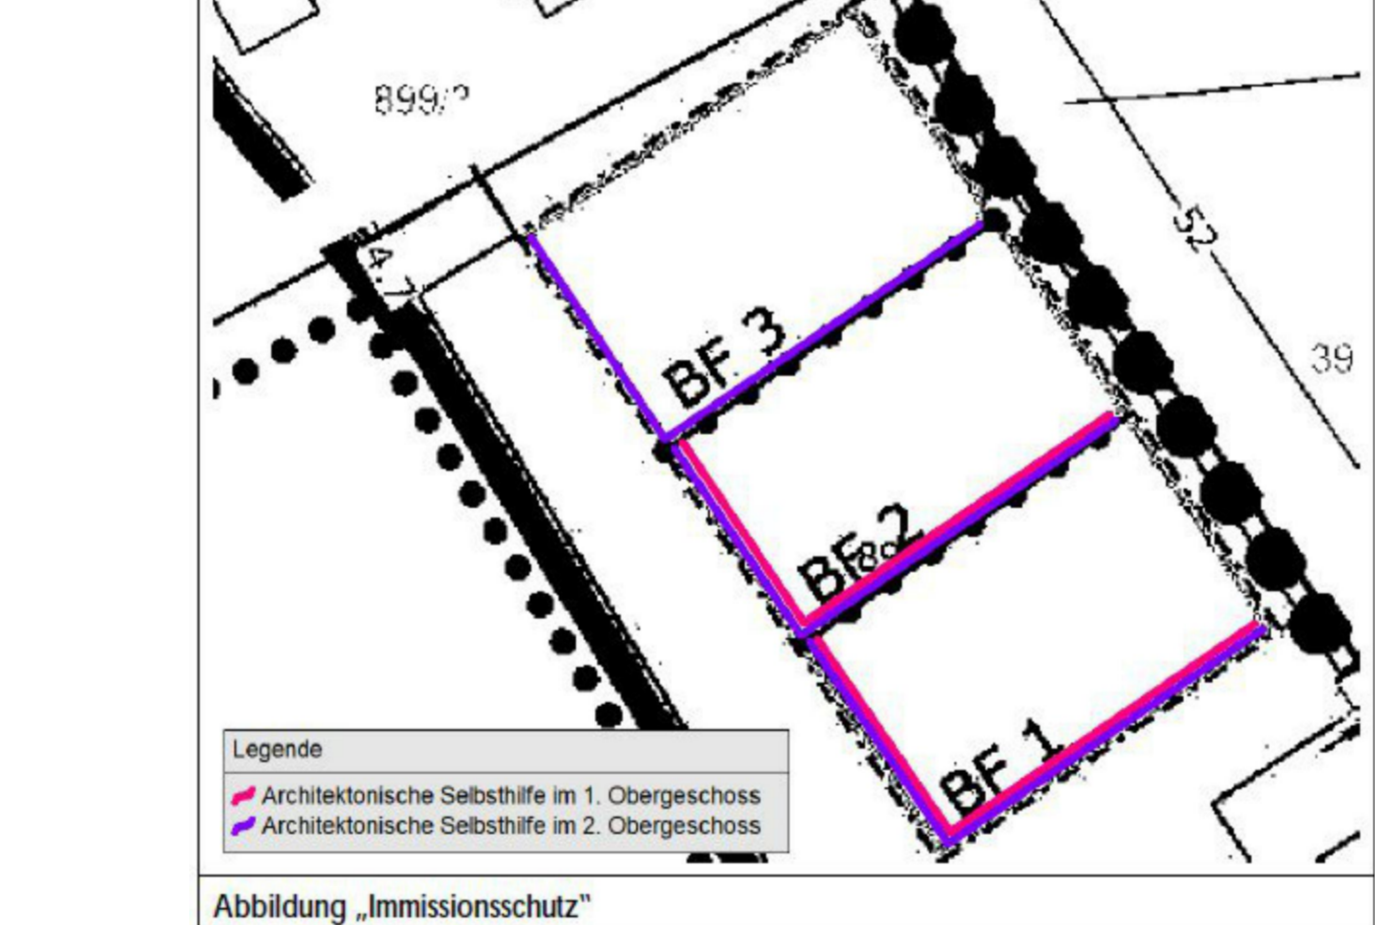 899/?
4.7
52
39
BF 3
BF 2
BF 1
Legende
Architektonische Selbsthilfe im 1. Obergeschoss
Architektonische Selbsthilfe im 2. Obergeschoss
Abbildung „Immissionsschutz“